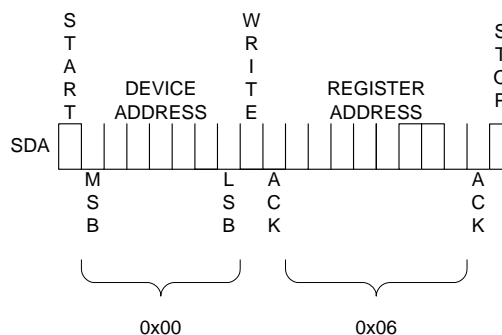 START
WRITE
STOP
DEVICE
ADDRESS
REGISTER
ADDRESS
SDA
MSB
LSB
ACK
ACK
0x00
0x06